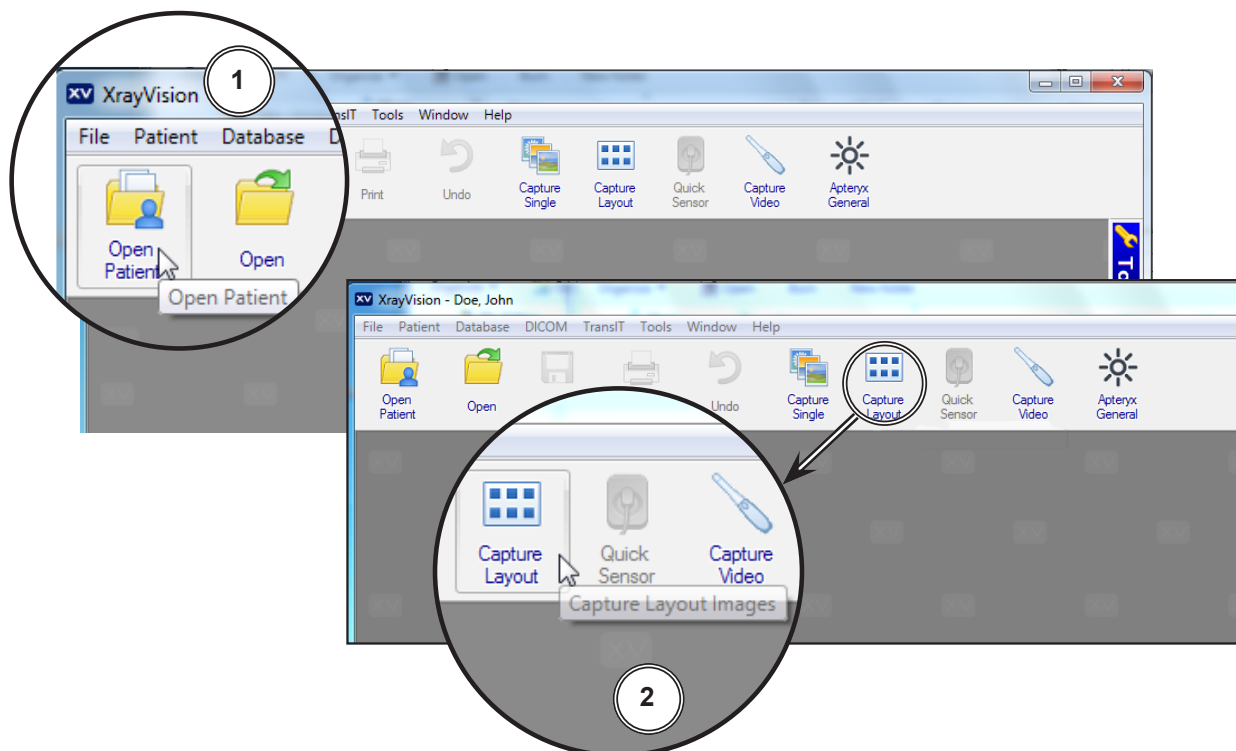 1
XV XrayVision
File Patient Database D
nsIT Tools Window Help
Open
Patient
Open
Print
Undo
Capture
Single
Capture
Layout
Quick
Sensor
Capture
Video
Apteryx
General
Open Patient
To
XV XrayVision - Doe, John
File Patient Database DICOM TransIT Tools Window Help
Open
Patient
Open
Undo
Capture
Single
Capture
Layout
Quick
Sensor
Capture
Video
Apteryx
General
Capture
Layout
Quick
Sensor
Capture
Video
Capture Layout Images
XV
2